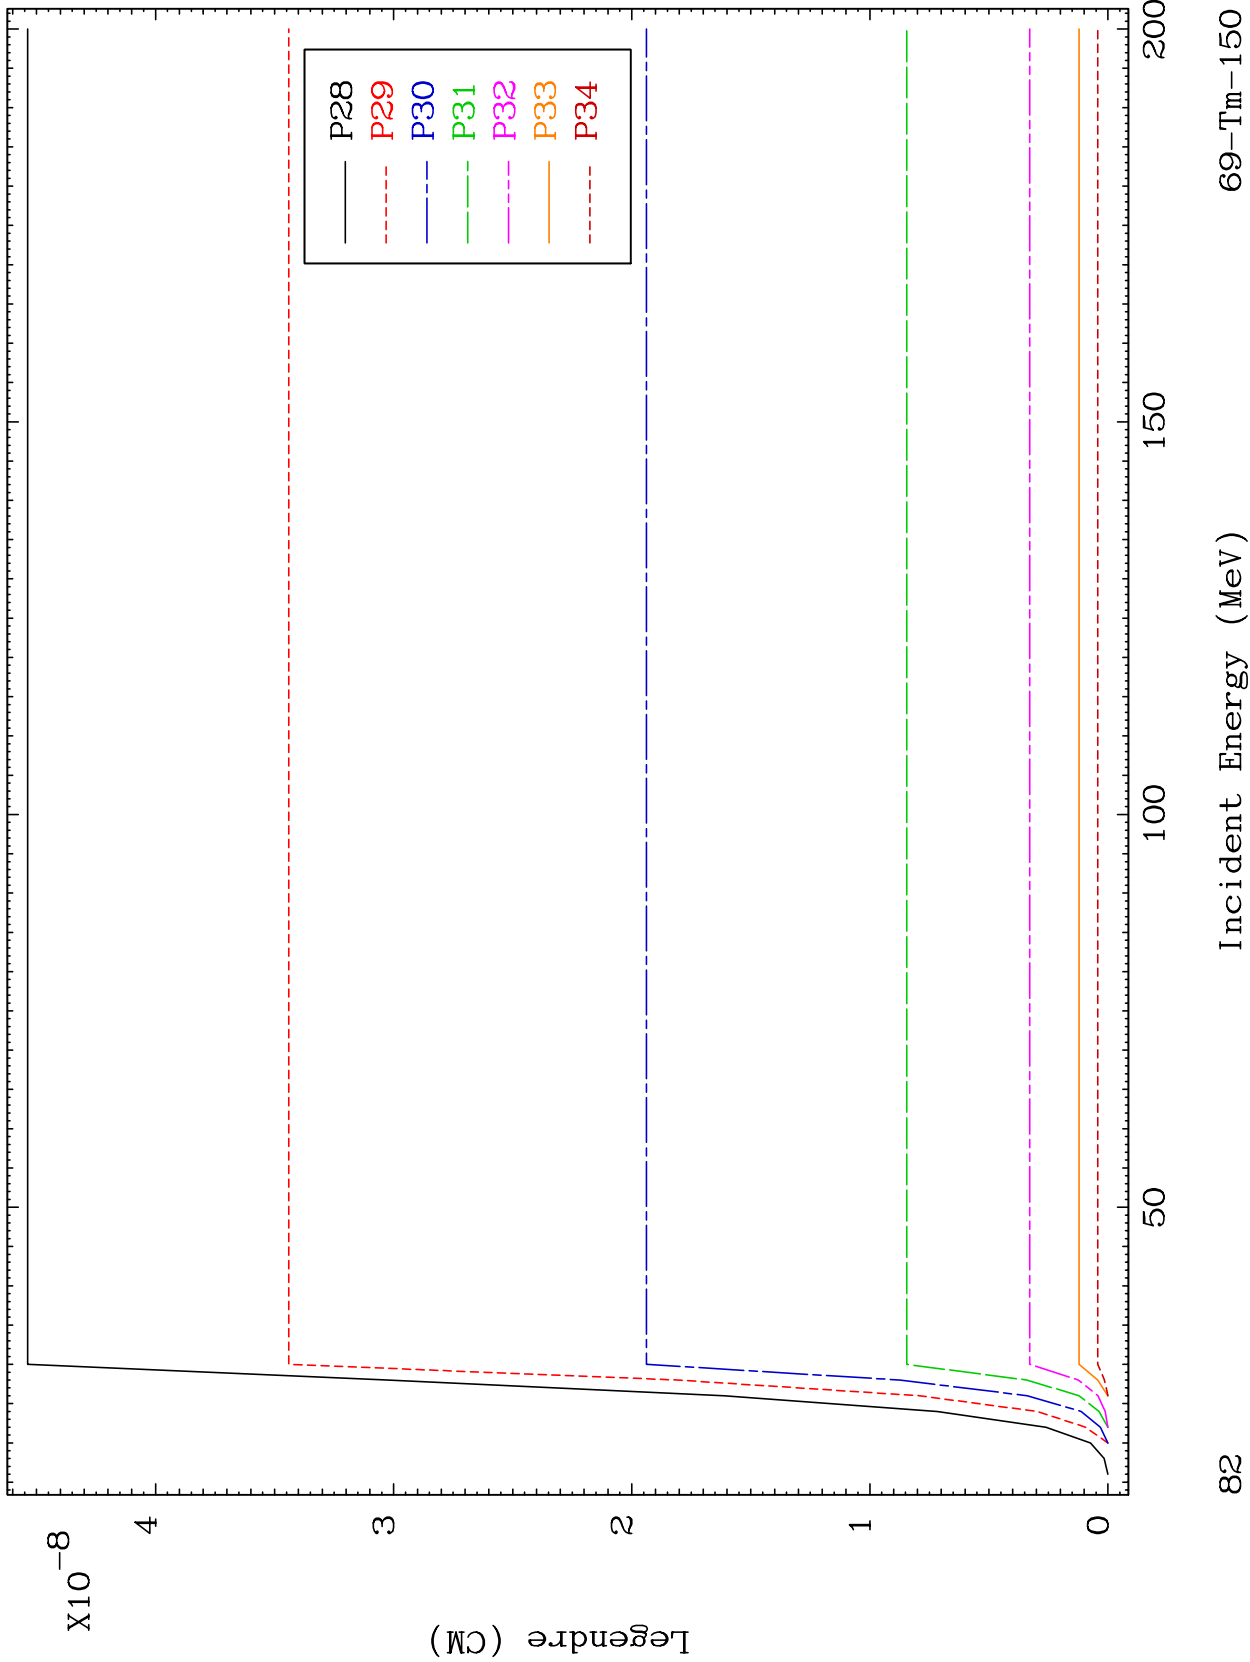 X10-8
4
3
2
1
0
Legendre (CM)
P28
P29
P30
P31
P32
P33
P34
50
100
150
200
Incident Energy (MeV)
82
69-Tm-150